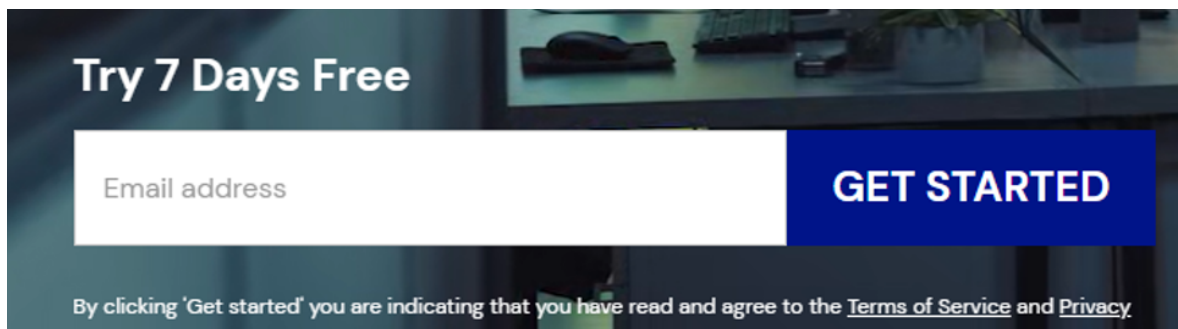 Try 7 Days Free
Email address
GET STARTED
By clicking 'Get started' you are indicating that you have read and agree to the Terms of Service and Privacy